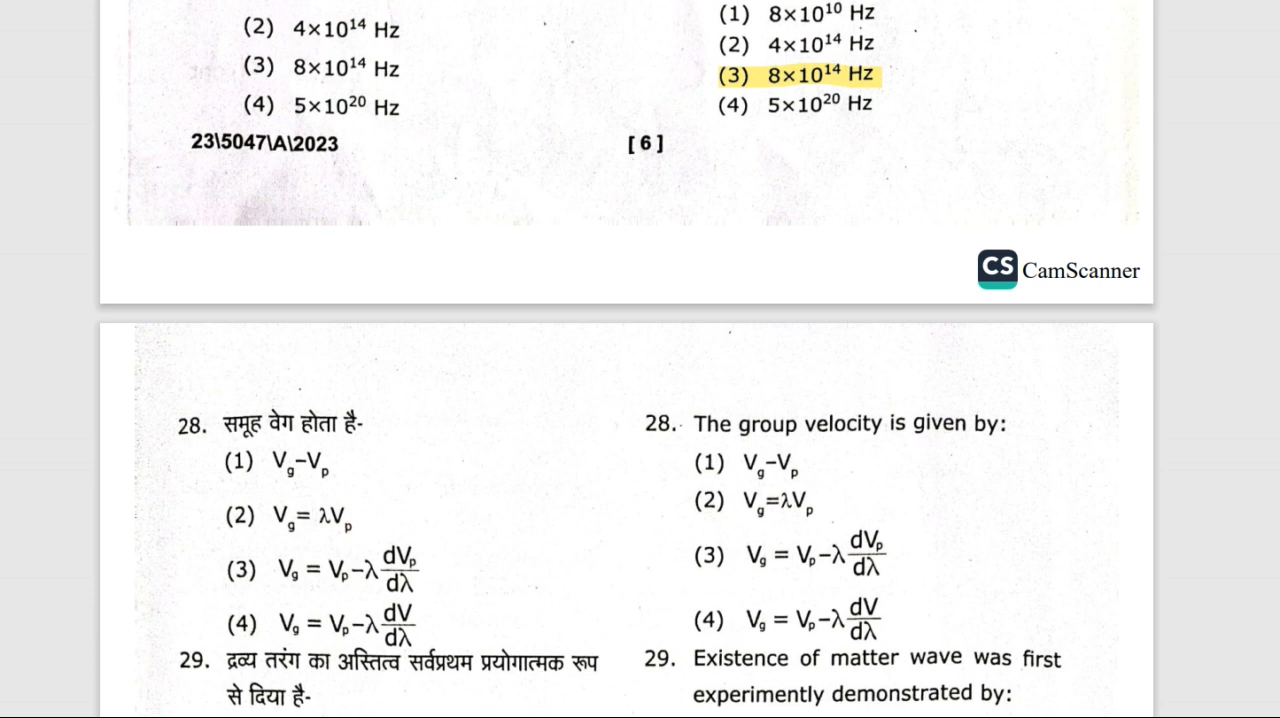 (2) 4×10¹⁴ Hz
(3) 8×10¹⁴ Hz
(4) 5×10²⁰ Hz
(1) 8×10¹⁰ Hz
(2) 4×10¹⁴ Hz
(3) 8×10¹⁴ Hz
(4) 5×10²⁰ Hz
23\5047\A\2023
[ 6 ]
CS CamScanner
28. समूह वेग होता है-
(1) V_g–V_p
(2) V_g= λV_p
(3) V_g = V_p–λ dV_p/dλ
(4) V_g = V_p–λ dV/dλ
29. द्रव्य तरंग का अस्तित्व सर्वप्रथम प्रयोगात्मक रूप
से दिया है-
28. The group velocity is given by:
(1) V_g–V_p
(2) V_g=λV_p
(3) V_g = V_p–λ dV_p/dλ
(4) V_g = V_p–λ dV/dλ
29. Existence of matter wave was first
experimently demonstrated by: